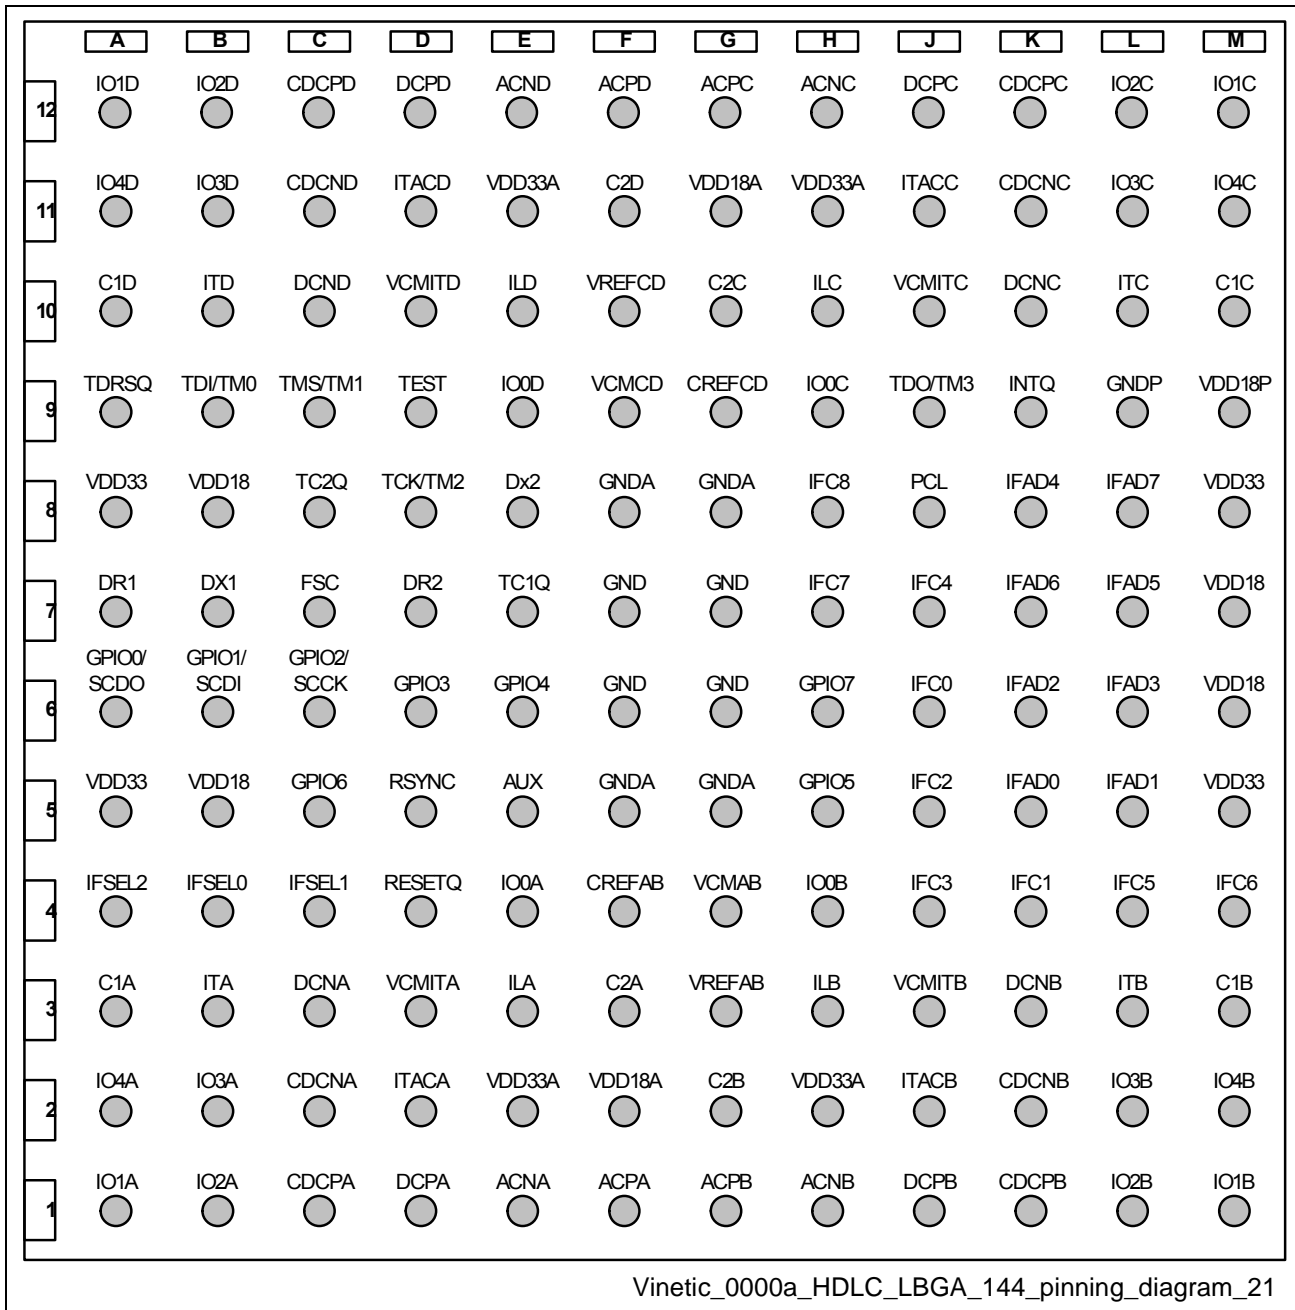 A B C D E F G H J K L M
IO1D IO2D CDCPD DCPD ACND ACPD ACPC ACNC DCPC CDCPC IO2C IO1C
12
IO4D IO3D CDCND ITACD VDD33A C2D VDD18A VDD33A ITACC CDCNC IO3C IO4C
11
C1D ITD DCND VCMITD ILD VREFCD C2C ILC VCMITC DCNC ITC C1C
10
TDRSQ TDI/TM0 TMS/TM1 TEST IO0D VCMCD CREFCD IO0C TDO/TM3 INTQ GNDP VDD18P
9
VDD33 VDD18 TC2Q TCK/TM2 Dx2 GNDA GNDA IFC8 PCL IFAD4 IFAD7 VDD33
8
DR1 DX1 FSC DR2 TC1Q GND GND IFC7 IFC4 IFAD6 IFAD5 VDD18
7
GPIO0/ GPIO1/ GPIO2/
SCDO SCDI SCCK GPIO3 GPIO4 GND GND GPIO7 IFC0 IFAD2 IFAD3 VDD18
6
VDD33 VDD18 GPIO6 RSYNC AUX GNDA GNDA GPIO5 IFC2 IFAD0 IFAD1 VDD33
5
IFSEL2 IFSEL0 IFSEL1 RESETQ IO0A CREFAB VCMAB IO0B IFC3 IFC1 IFC5 IFC6
4
C1A ITA DCNA VCMITA ILA C2A VREFAB ILB VCMITB DCNB ITB C1B
3
IO4A IO3A CDCNA ITACA VDD33A VDD18A C2B VDD33A ITACB CDCNB IO3B IO4B
2
IO1A IO2A CDCPA DCPA ACNA ACPA ACPB ACNB DCPB CDCPB IO2B IO1B
1
Vinetic_0000a_HDLC_LBGA_144_pinning_diagram_21